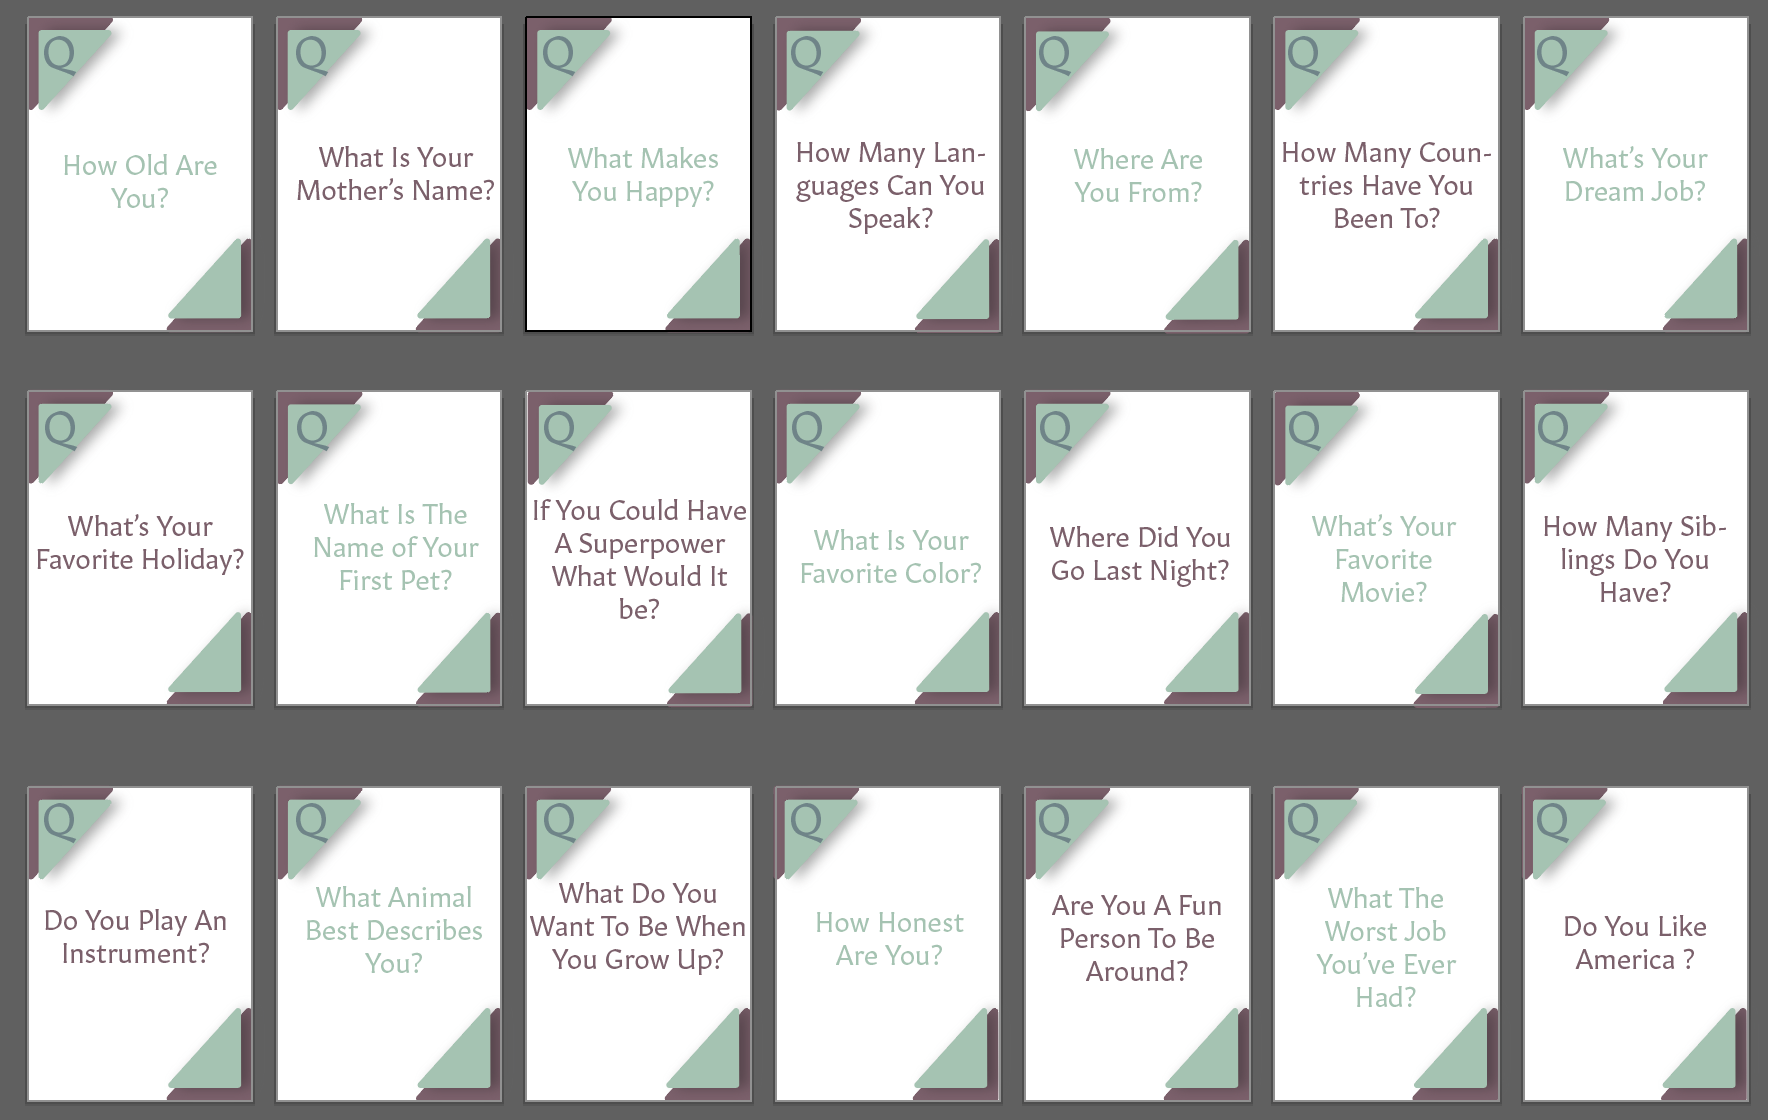 Q
How Old Are
You?
Q
What Is Your
Mother's Name?
Q
What Makes
You Happy?
Q
How Many Lan-
guages Can You
Speak?
Q
Where Are
You From?
Q
How Many Coun-
tries Have You
Been To?
Q
What's Your
Dream Job?
Q
What's Your
Favorite Holiday?
Q
What Is The
Name of Your
First Pet?
Q
If You Could Have
A Superpower
What Would It
be?
Q
What Is Your
Favorite Color?
Q
Where Did You
Go Last Night?
Q
What's Your
Favorite
Movie?
Q
How Many Sib-
lings Do You
Have?
Q
Do You Play An
Instrument?
Q
What Animal
Best Describes
You?
Q
What Do You
Want To Be When
You Grow Up?
Q
How Honest
Are You?
Q
Are You A Fun
Person To Be
Around?
Q
What The
Worst Job
You've Ever
Had?
Q
Do You Like
America ?